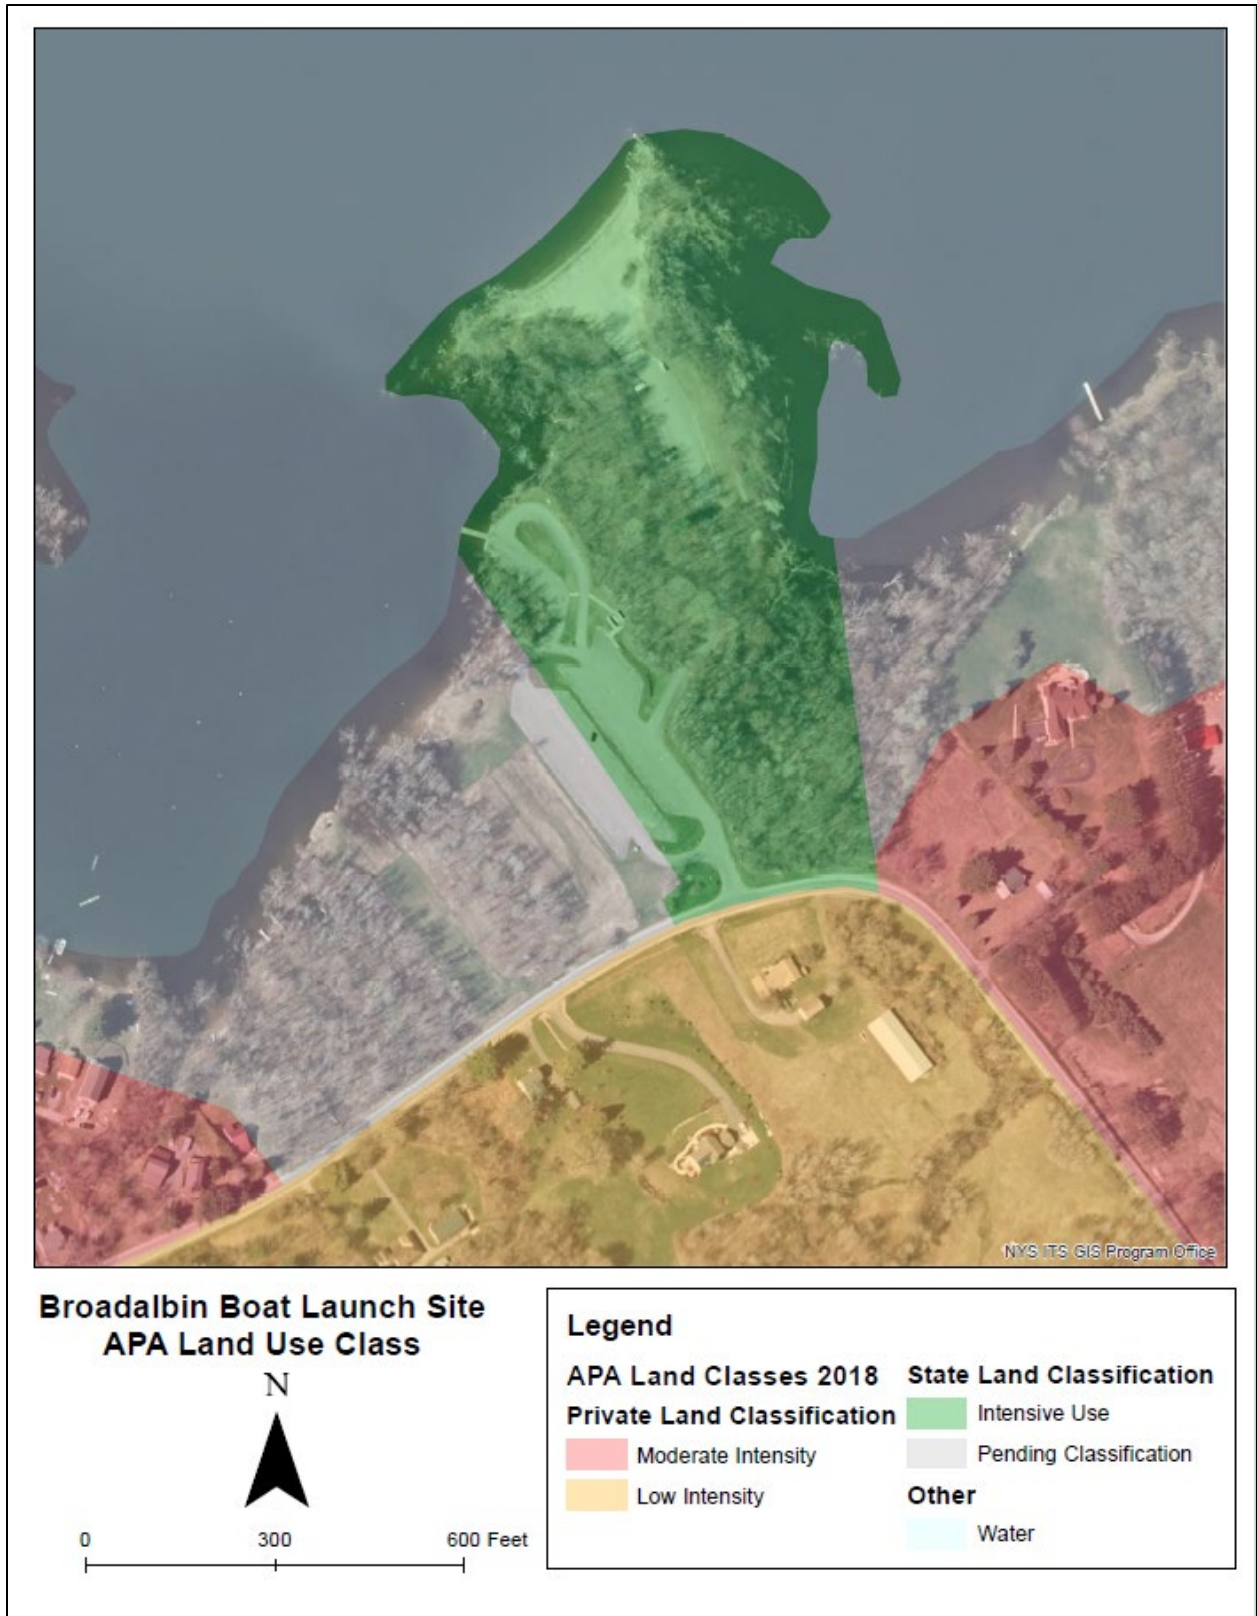 NYS ITS GIS Program Office
Broadalbin Boat Launch Site
APA Land Use Class
N
0 300 600 Feet
Legend
APA Land Classes 2018
Private Land Classification
Moderate Intensity
Low Intensity
State Land Classification
Intensive Use
Pending Classification
Other
Water